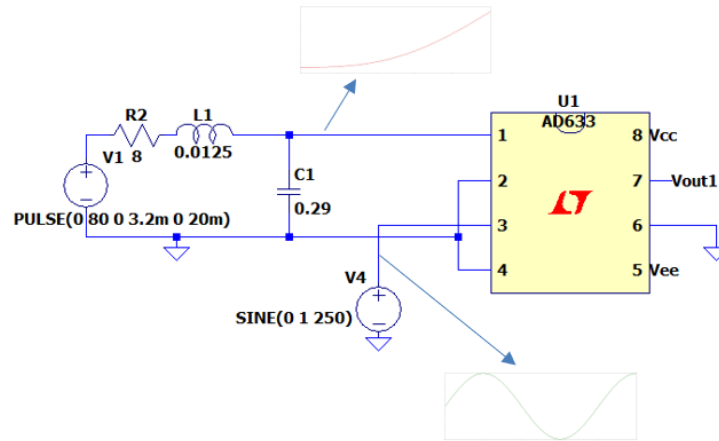 R2
8
L1
0.0125
V1
PULSE(0 80 0 3.2m 0 20m)
C1
0.29
V4
SINE(0 1 250)
U1
AD633
1
2
3
4
8
7
6
5
Vcc
Vout1
Vee